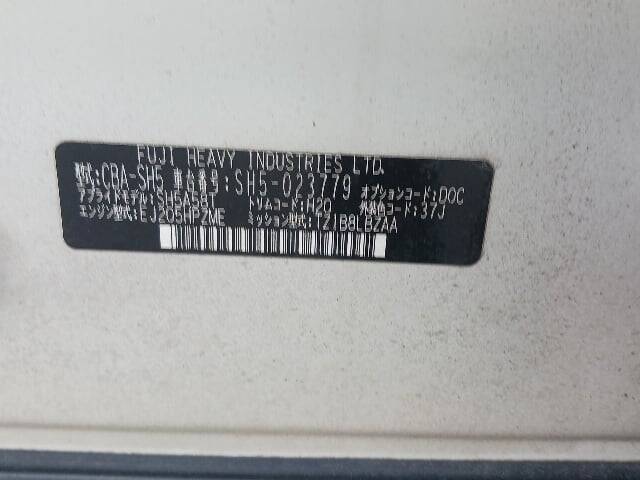 FUJI HEAVY INDUSTRIES LTD.
型式:CBA-SH5 車台番号:SH5-023779 オプションコード:DOC
アプライドモデル:SH5A58T トリムコード:M20 外装色コード:37J
エンジン型式:EJ205HPZME ミッション型式:TZ1B8LBZAA